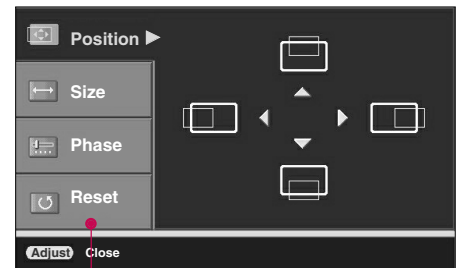 Position ▶
Size
Phase
Reset
Adjust Close